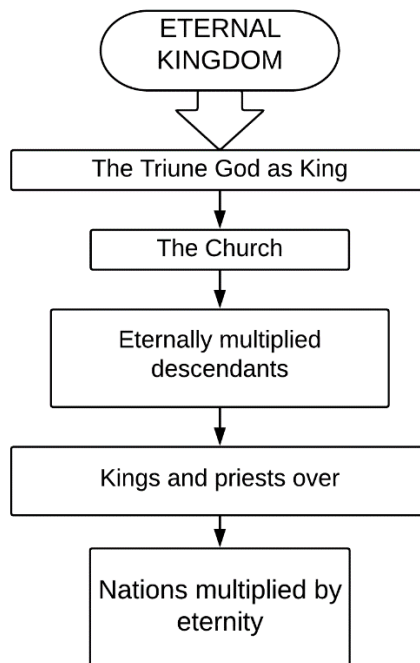 ETERNAL
KINGDOM
The Triune God as King
The Church
Eternally multiplied
descendants
Kings and priests over
Nations multiplied by
eternity